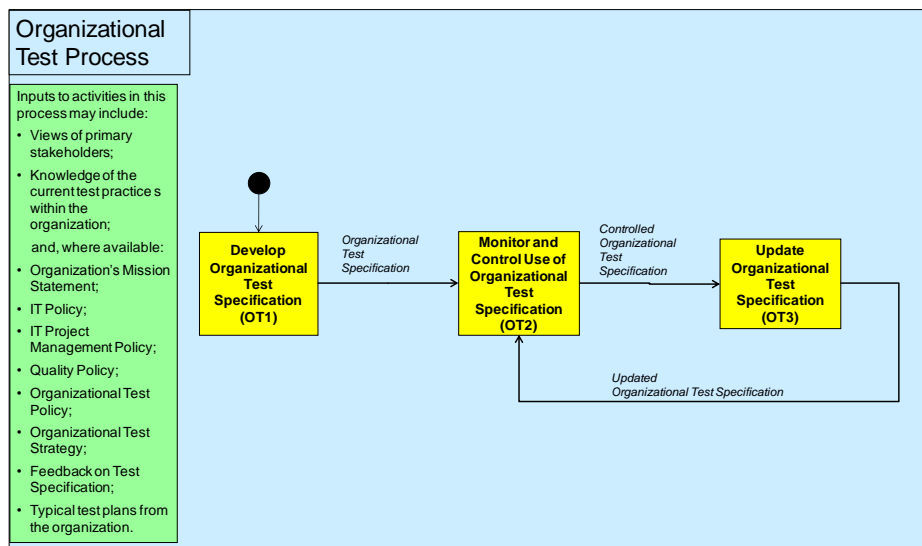 Organizational
Test Process
Inputs to activities in this
process may include:
• Views of primary
stakeholders;
• Knowledge of the
current test practice s
within the
organization;
and, where available:
• Organization's Mission
Statement;
• IT Policy;
• IT Project
Management Policy;
• Quality Policy;
• Organizational Test
Policy;
• Organizational Test
Strategy;
• Feedback on Test
Specification;
• Typical test plans from
the organization.
Develop
Organizational
Test
Specification
(OT1)
Organizational
Test
Specification
Monitor and
Control Use of
Organizational
Test
Specification
(OT2)
Controlled
Organizational
Test
Specification
Update
Organizational
Test
Specification
(OT3)
Updated
Organizational Test Specification